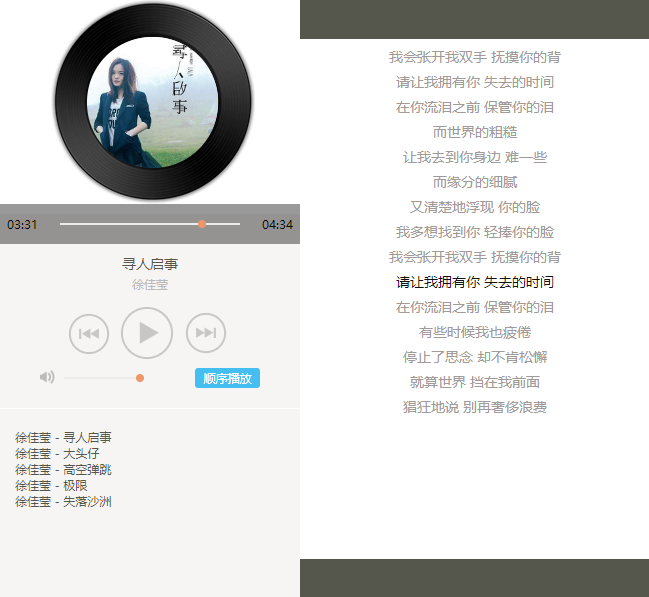 寻人启事
03:31
04:34
寻人启事
徐佳莹
顺序播放
徐佳莹 - 寻人启事
徐佳莹 - 大头仔
徐佳莹 - 高空弹跳
徐佳莹 - 极限
徐佳莹 - 失落沙洲
我会张开我双手 抚摸你的背
请让我拥有你 失去的时间
在你流泪之前 保管你的泪
而世界的粗糙
让我去到你身边 难一些
而缘分的细腻
又清楚地浮现 你的脸
我多想找到你 轻捧你的脸
我会张开我双手 抚摸你的背
请让我拥有你 失去的时间
在你流泪之前 保管你的泪
有些时候我也疲倦
停止了思念 却不肯松懈
就算世界 挡在我前面
猖狂地说 别再奢侈浪费